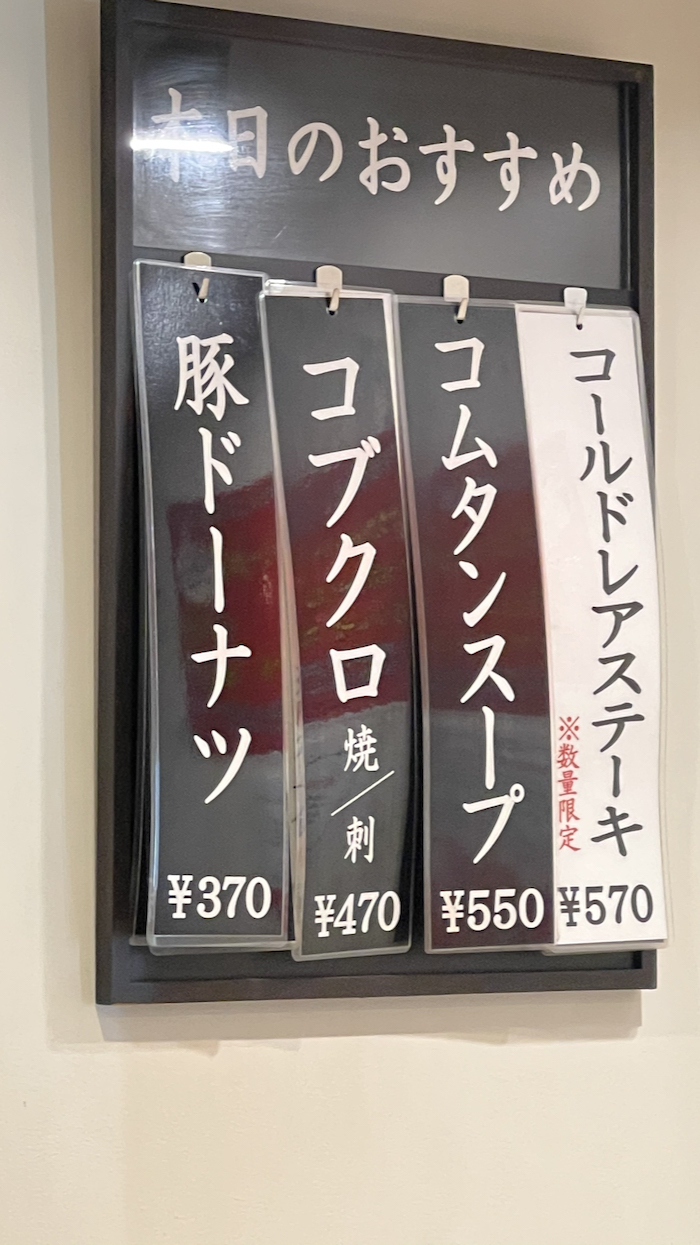 本日のおすすめ
コールドレアステーキ
※数量限定
¥570
コムタンスープ
¥550
コブクロ
焼/刺
¥470
豚ドーナツ
¥370